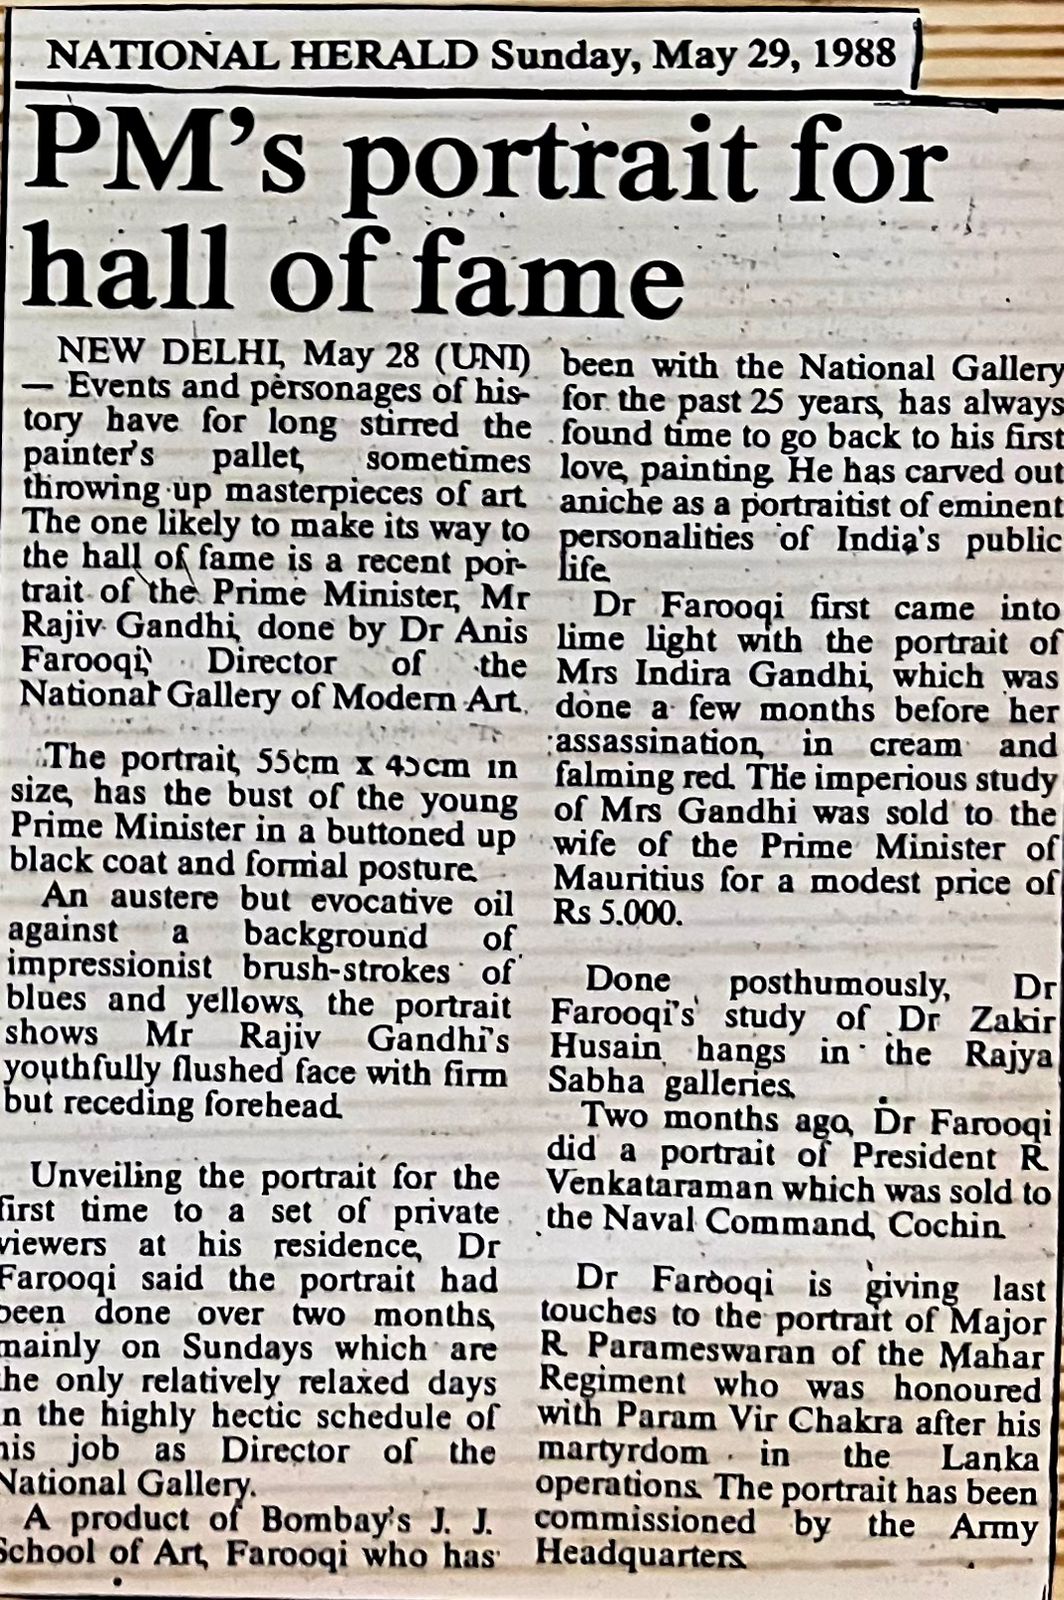 NATIONAL HERALD Sunday, May 29, 1988
PM's portrait for
hall of fame
NEW DELHI, May 28 (UNI)
— Events and personages of his-
tory have for long stirred the
painter's pallet, sometimes
throwing up masterpieces of art.
The one likely to make its way to
the hall of fame is a recent por-
trait of the Prime Minister, Mr
Rajiv Gandhi, done by Dr Anis
Farooqi, Director of the
National Gallery of Modern Art.
The portrait, 55cm x 45cm in
size, has the bust of the young
Prime Minister in a buttoned up
black coat and formal posture.
An austere but evocative oil
against a background of
impressionist brush-strokes of
blues and yellows, the portrait
shows Mr Rajiv Gandhi's
youthfully flushed face with firm
but receding forehead.
Unveiling the portrait for the
first time to a set of private
viewers at his residence, Dr
Farooqi said the portrait had
been done over two months,
mainly on Sundays which are
the only relatively relaxed days
in the highly hectic schedule of
his job as Director of the
National Gallery.
A product of Bombay's J. J.
School of Art, Farooqi who has
been with the National Gallery
for the past 25 years, has always
found time to go back to his first
love, painting. He has carved out
aniche as a portraitist of eminent
personalities of India's public
life.
Dr Farooqi first came into
lime light with the portrait of
Mrs Indira Gandhi, which was
done a few months before her
assassination, in cream and
falming red. The imperious study
of Mrs Gandhi was sold to the
wife of the Prime Minister of
Mauritius for a modest price of
Rs 5.000.
Done posthumously, Dr
Farooqi's study of Dr Zakir
Husain hangs in the Rajya
Sabha galleries.
Two months ago, Dr Farooqi
did a portrait of President R.
Venkataraman which was sold to
the Naval Command, Cochin.
Dr Farooqi is giving last
touches to the portrait of Major
R. Parameswaran of the Mahar
Regiment who was honoured
with Param Vir Chakra after his
martyrdom in the Lanka
operations. The portrait has been
commissioned by the Army
Headquarters.